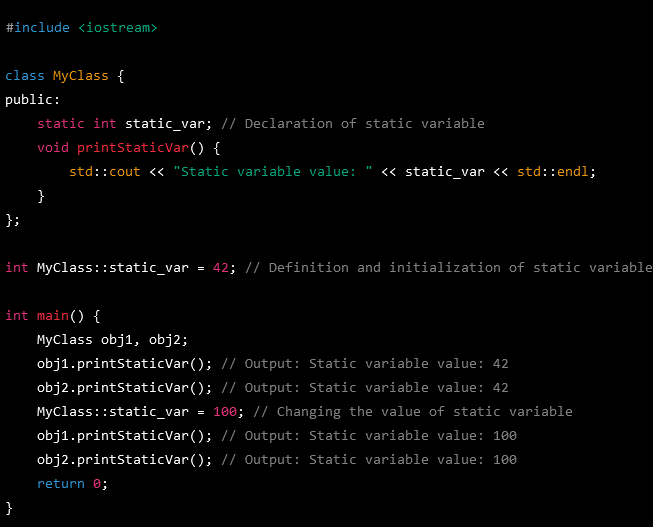 #include <iostream>
class MyClass {
public:
    static int static_var; // Declaration of static variable
    void printStaticVar() {
        std::cout << "Static variable value: " << static_var << std::endl;
    }
};
int MyClass::static_var = 42; // Definition and initialization of static variable
int main() {
    MyClass obj1, obj2;
    obj1.printStaticVar(); // Output: Static variable value: 42
    obj2.printStaticVar(); // Output: Static variable value: 42
    MyClass::static_var = 100; // Changing the value of static variable
    obj1.printStaticVar(); // Output: Static variable value: 100
    obj2.printStaticVar(); // Output: Static variable value: 100
    return 0;
}